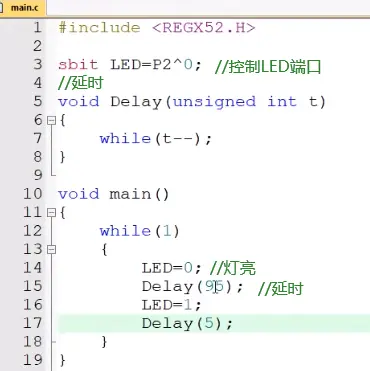 main.c
1 #include <REGX52.H>
2
3 sbit LED=P2^0; //控制LED端口
4 //延时
5 void Delay(unsigned int t)
6 {
7 while(t--);
8 }
9
10 void main()
11 {
12 while(1)
13 {
14 LED=0; //灯亮
15 Delay(95); //延时
16 LED=1;
17 Delay(5);
18 }
19 }